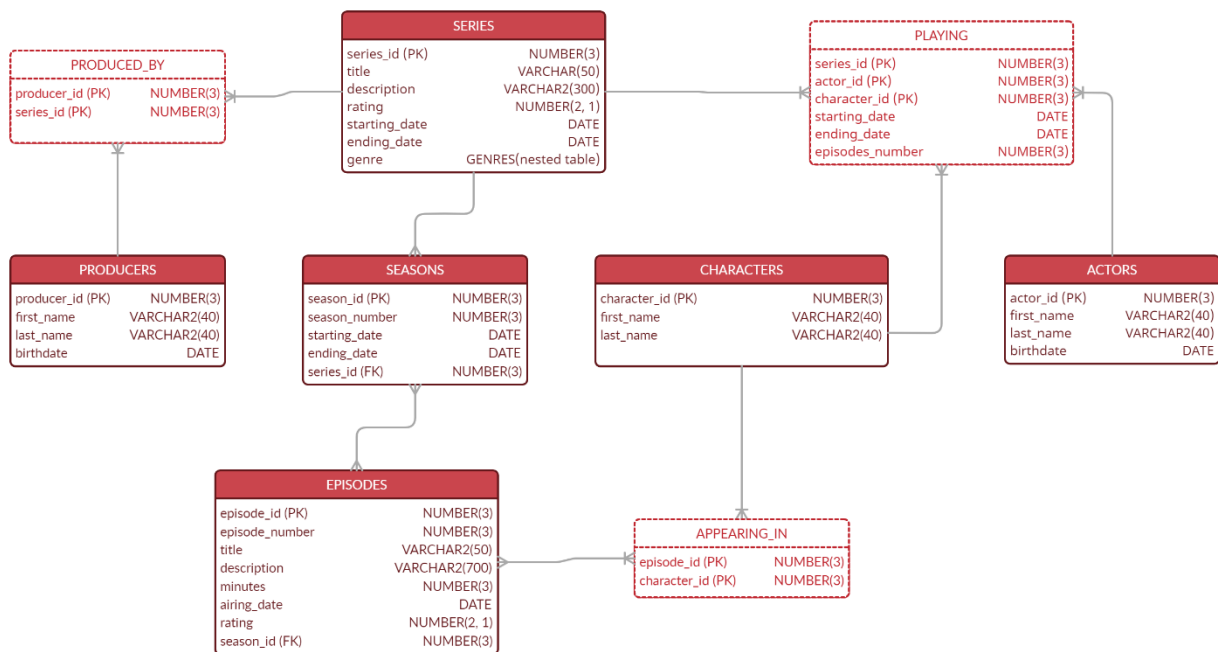 SERIES
series_id (PK) NUMBER(3)
title VARCHAR(50)
description VARCHAR2(300)
rating NUMBER(2, 1)
starting_date DATE
ending_date DATE
genre GENRES(nested table)
PRODUCED_BY
producer_id (PK) NUMBER(3)
series_id (PK) NUMBER(3)
PLAYING
series_id (PK) NUMBER(3)
actor_id (PK) NUMBER(3)
character_id (PK) NUMBER(3)
starting_date DATE
ending_date DATE
episodes_number NUMBER(3)
PRODUCERS
producer_id (PK) NUMBER(3)
first_name VARCHAR2(40)
last_name VARCHAR2(40)
birthdate DATE
SEASONS
season_id (PK) NUMBER(3)
season_number NUMBER(3)
starting_date DATE
ending_date DATE
series_id (FK) NUMBER(3)
CHARACTERS
character_id (PK) NUMBER(3)
first_name VARCHAR2(40)
last_name VARCHAR2(40)
ACTORS
actor_id (PK) NUMBER(3)
first_name VARCHAR2(40)
last_name VARCHAR2(40)
birthdate DATE
EPISODES
episode_id (PK) NUMBER(3)
episode_number NUMBER(3)
title VARCHAR2(50)
description VARCHAR2(700)
minutes NUMBER(3)
airing_date DATE
rating NUMBER(2, 1)
season_id (FK) NUMBER(3)
APPEARING_IN
episode_id (PK) NUMBER(3)
character_id (PK) NUMBER(3)